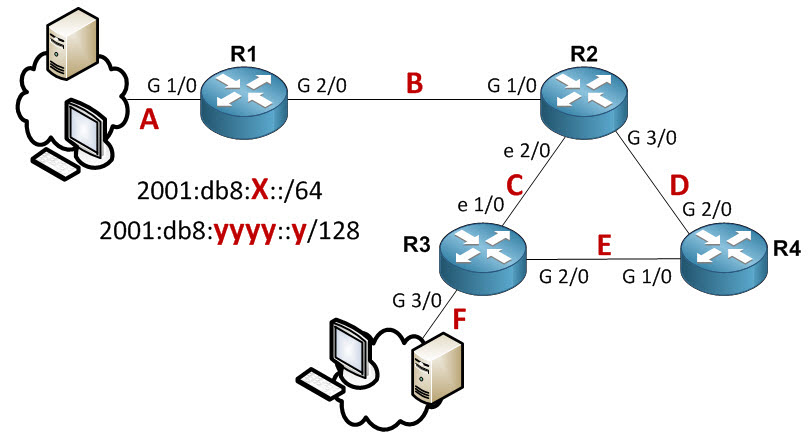 R1
R2
G 1/0
G 2/0
B
G 1/0
A
e 2/0
G 3/0
2001:db8:X::/64
C
D
e 1/0
G 2/0
2001:db8:yyyy::y/128
R3
E
R4
G 2/0
G 1/0
G 3/0
F